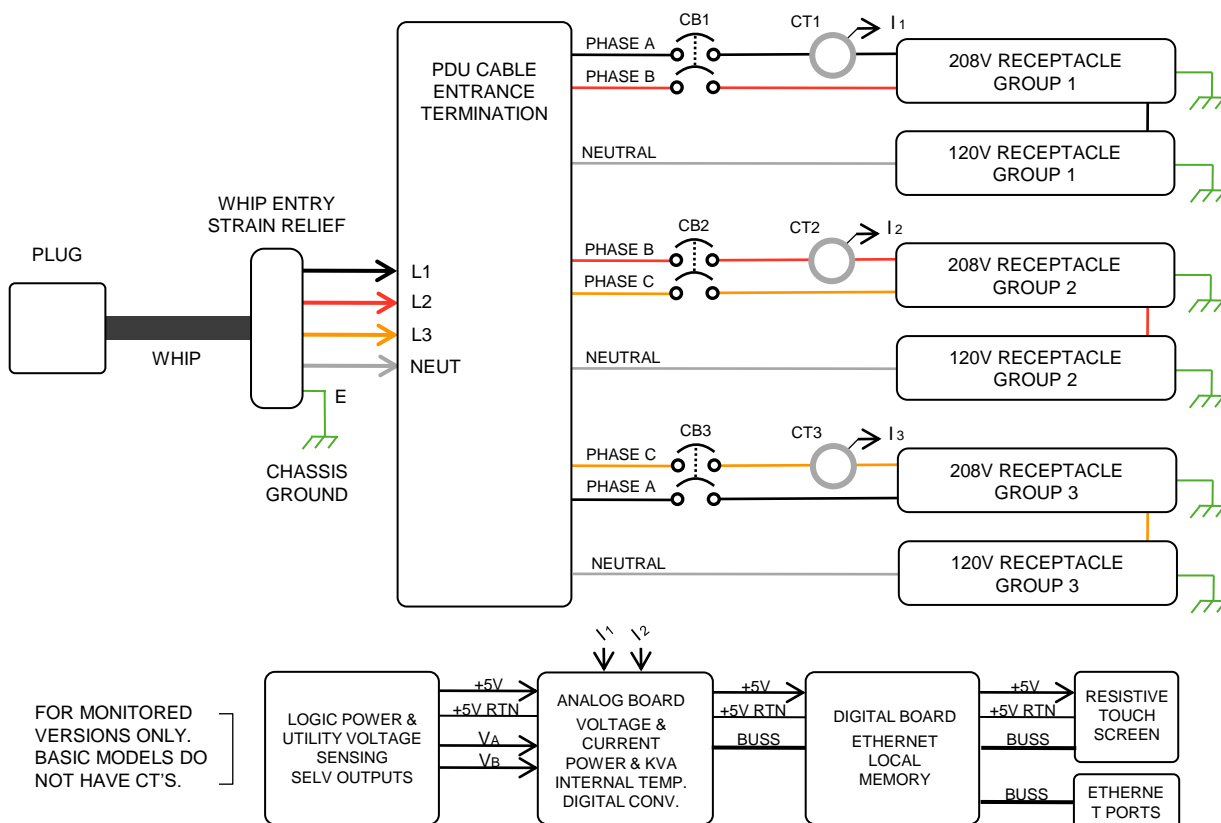 CB1
CT1
I1
PHASE A
PHASE B
PDU CABLE
ENTRANCE
TERMINATION
208V RECEPTACLE
GROUP 1
NEUTRAL
120V RECEPTACLE
GROUP 1
WHIP ENTRY
STRAIN RELIEF
PLUG
WHIP
L1
L2
L3
NEUT
E
CHASSIS
GROUND
CB2
CT2
I2
PHASE B
PHASE C
208V RECEPTACLE
GROUP 2
NEUTRAL
120V RECEPTACLE
GROUP 2
CB3
CT3
I3
PHASE C
PHASE A
208V RECEPTACLE
GROUP 3
NEUTRAL
120V RECEPTACLE
GROUP 3
I1
I2
FOR MONITORED
VERSIONS ONLY.
BASIC MODELS DO
NOT HAVE CT'S.
LOGIC POWER &
UTILITY VOLTAGE
SENSING
SELV OUTPUTS
+5V
+5V RTN
VA
VB
ANALOG BOARD
VOLTAGE &
CURRENT
POWER & KVA
INTERNAL TEMP.
DIGITAL CONV.
+5V
+5V RTN
BUSS
DIGITAL BOARD
ETHERNET
LOCAL
MEMORY
+5V
+5V RTN
BUSS
BUSS
RESISTIVE
TOUCH
SCREEN
ETHERNE
T PORTS